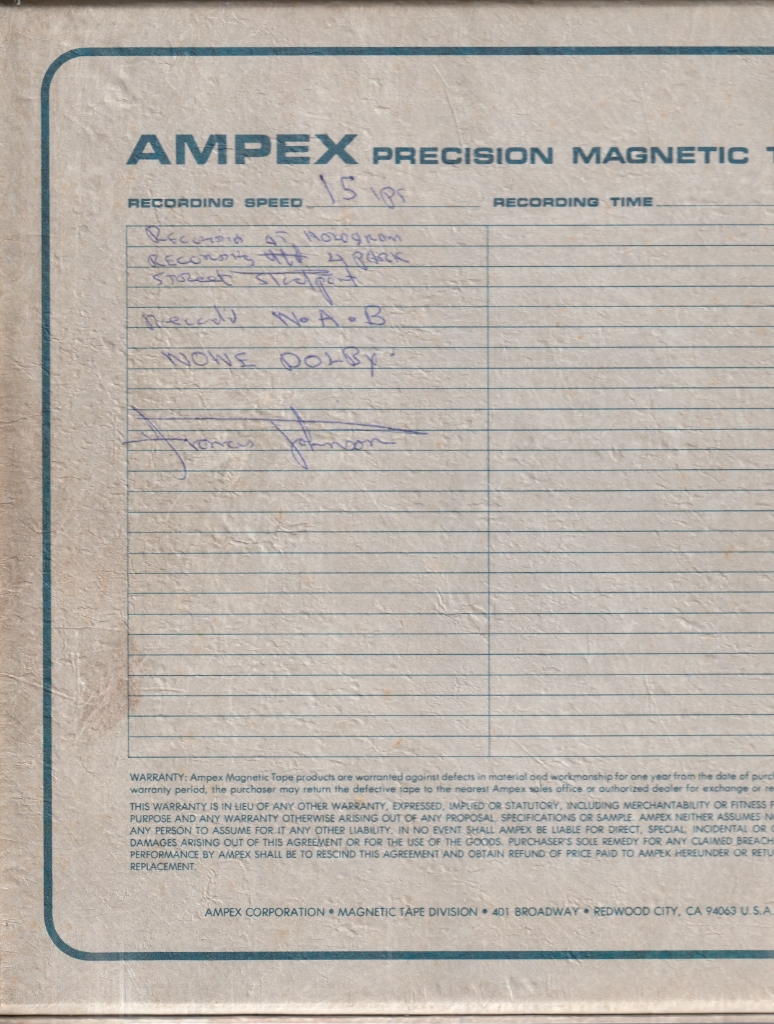 AMPEX PRECISION MAGNETIC T
RECORDING SPEED 15 ips RECORDING TIME
AT Hologram
4 PARK
N.A.B
NONE DOLBY.
Thomas Johnson
WARRANTY: Ampex Magnetic Tape products are warranted against defects in material and workmanship for one year from the date of purc
warranty period, the purchaser may return the defective tape to the nearest Ampex sales office or authorized dealer for exchange or re
THIS WARRANTY IS IN LIEU OF ANY OTHER WARRANTY, EXPRESSED, IMPLIED OR STATUTORY, INCLUDING MERCHANTABILITY OR FITNESS F
PURPOSE AND ANY WARRANTY OTHERWISE ARISING OUT OF ANY PROPOSAL, SPECIFICATIONS OR SAMPLE. AMPEX NEITHER ASSUMES N
ANY PERSON TO ASSUME FOR IT ANY OTHER LIABILITY. IN NO EVENT SHALL AMPEX BE LIABLE FOR DIRECT, SPECIAL, INCIDENTAL OR
DAMAGES ARISING OUT OF THIS AGREEMENT OR FOR THE USE OF THE GOODS. PURCHASER'S SOLE REMEDY FOR ANY CLAIMED BREACH
PERFORMANCE BY AMPEX SHALL BE TO RESCIND THIS AGREEMENT AND OBTAIN REFUND OF PRICE PAID TO AMPEX HEREUNDER OR RETU
REPLACEMENT.
AMPEX CORPORATION • MAGNETIC TAPE DIVISION • 401 BROADWAY • REDWOOD CITY, CA 94063 U.S.A.